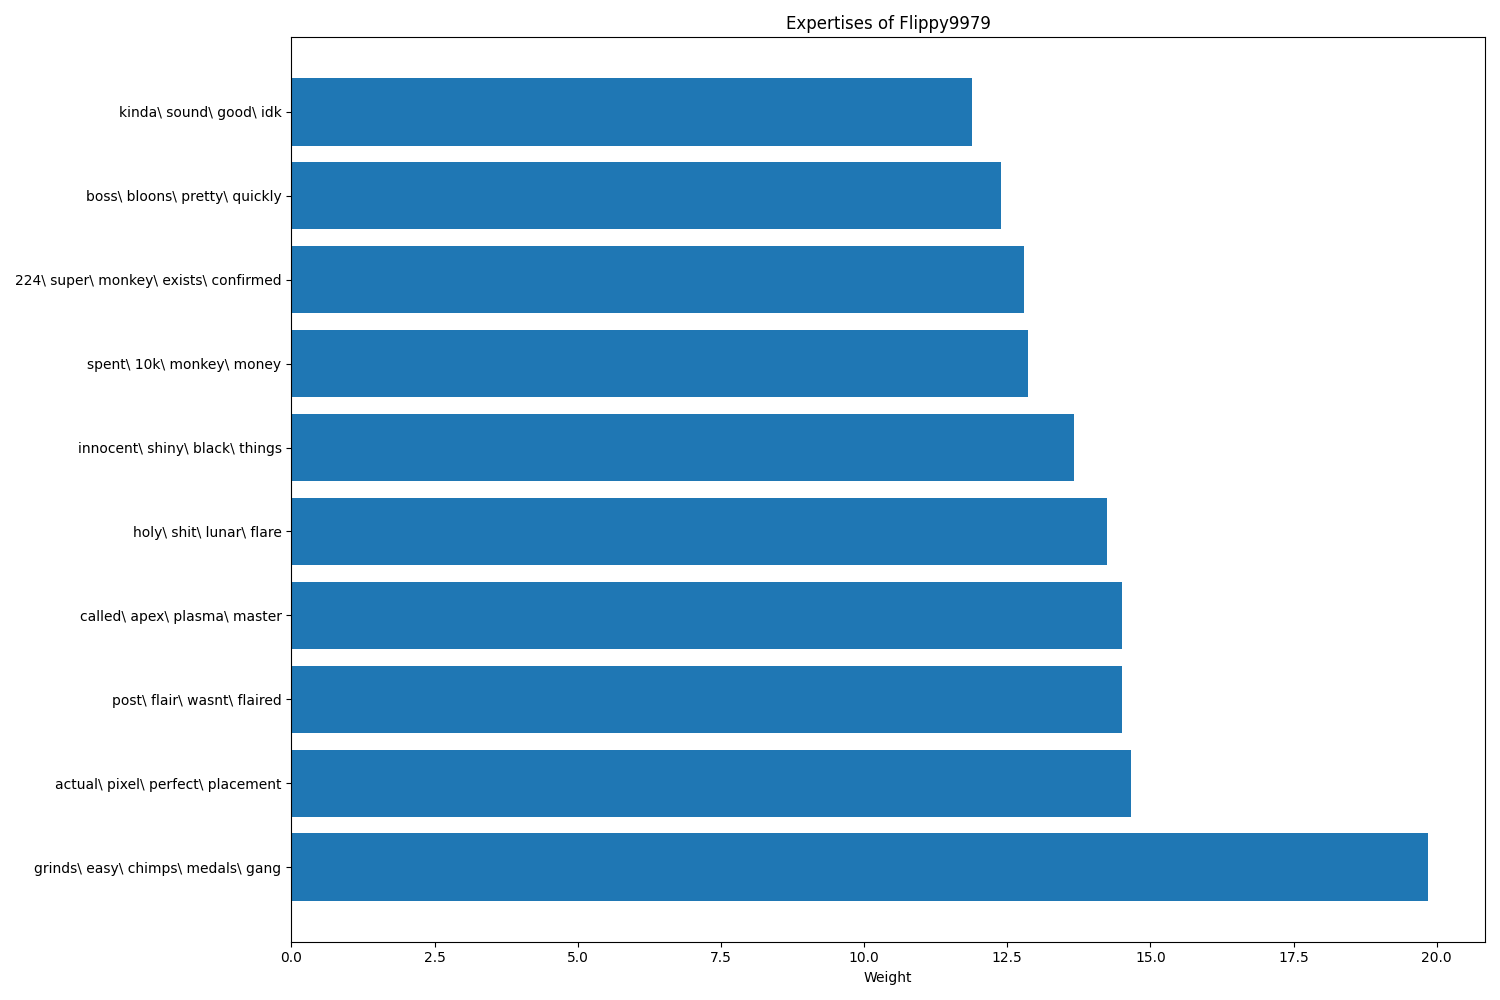 Expertises of Flippy9979
kinda\ sound\ good\ idk
boss\ bloons\ pretty\ quickly
224\ super\ monkey\ exists\ confirmed
spent\ 10k\ monkey\ money
innocent\ shiny\ black\ things
holy\ shit\ lunar\ flare
called\ apex\ plasma\ master
post\ flair\ wasnt\ flaired
actual\ pixel\ perfect\ placement
grinds\ easy\ chimps\ medals\ gang
0.0 2.5 5.0 7.5 10.0 12.5 15.0 17.5 20.0
Weight